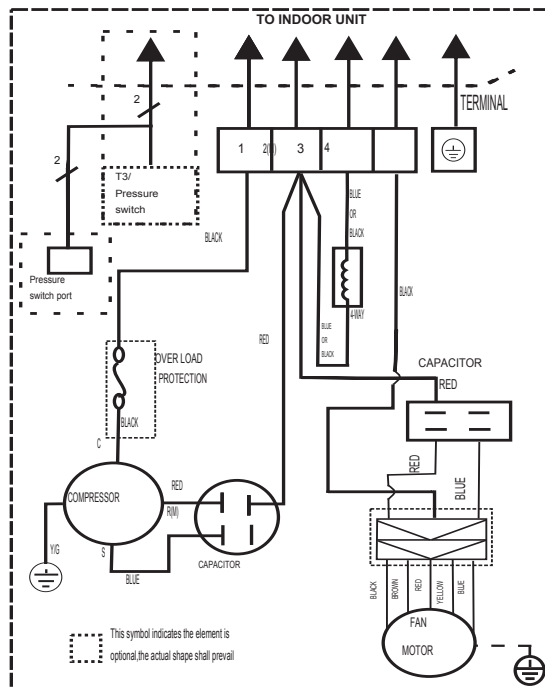 TO INDOOR UNIT
2
TERMINAL
1
2(N)
3
4
2
T3/
Pressure
switch
BLUE
OR
BLACK
BLACK
Pressure
switch port
BLACK
4-WAY
RED
BLUE
OR
BLACK
CAPACITOR
RED
OVER LOAD
PROTECTION
BLACK
C
RED
BLUE
COMPRESSOR
RED
R(M)
Y/G
S
BLUE
CAPACITOR
BLACK
BROWN
RED
YELLOW
BLUE
FAN
MOTOR
This symbol indicates the element is
optional,the actual shape shall prevail